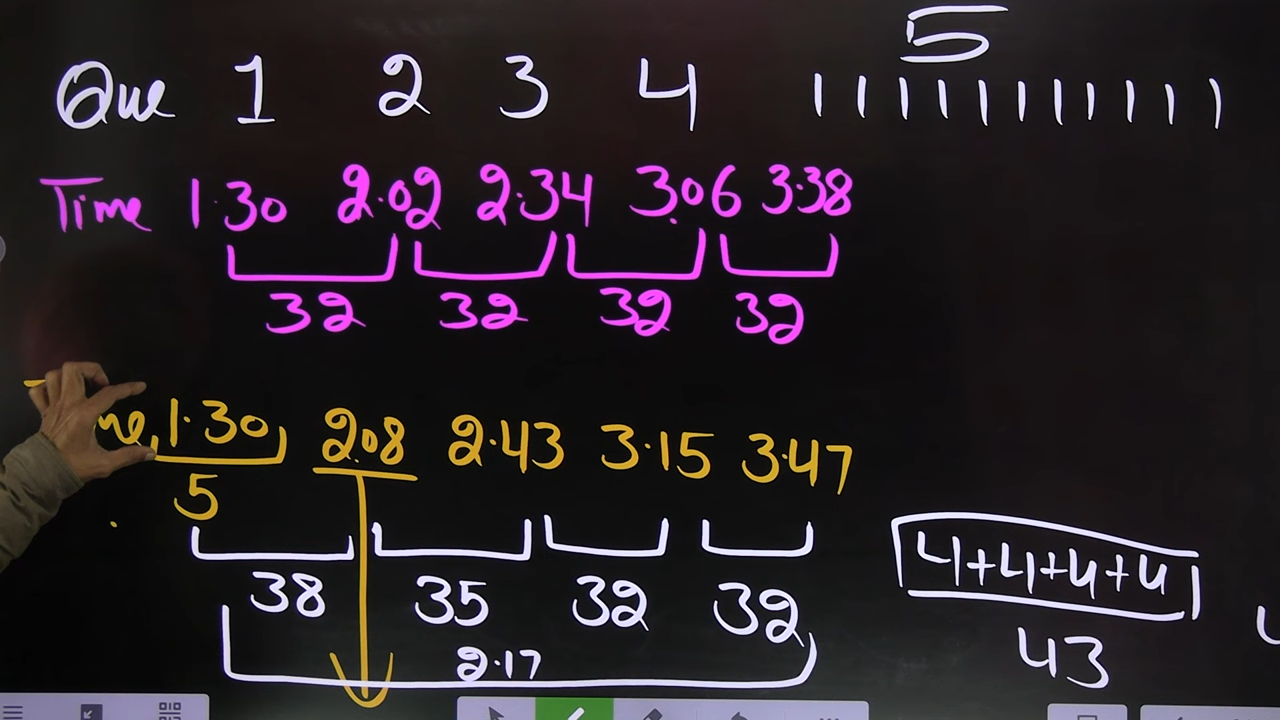 5
Que 1 2 3 4
Time 1.30 2.02 2.34 3.06 3.38
32 32 32 32
1.30 2.08 2.43 3.15 3.47
5
4+4+4+4
38 35 32 32
43
2.17